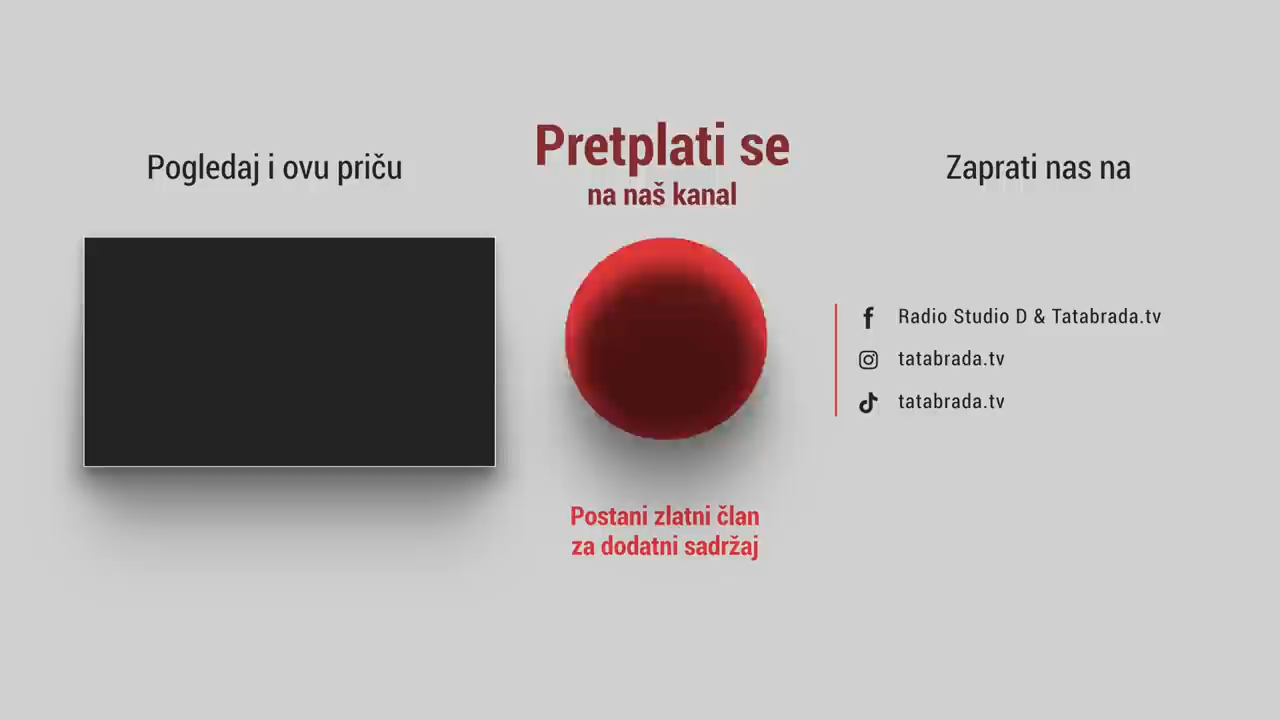 Pogledaj i ovu priču
Pretplati se
na naš kanal
Postani zlatni član
za dodatni sadržaj
Zaprati nas na
Radio Studio D & Tatabrada.tv
tatabrada.tv
tatabrada.tv